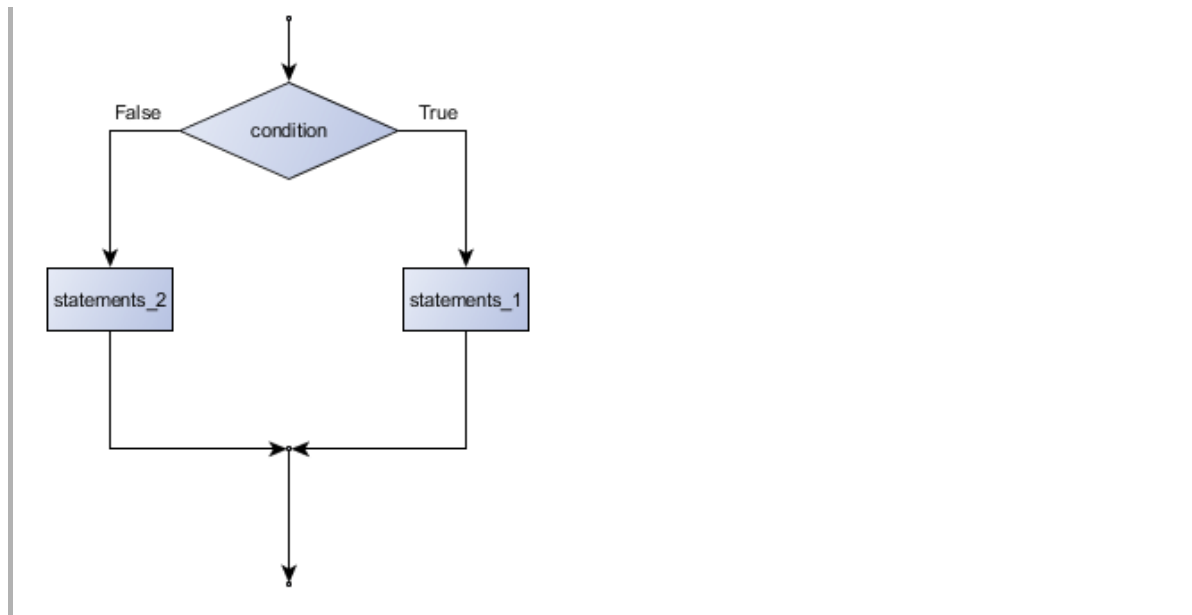 False
True
condition
statements_2
statements_1